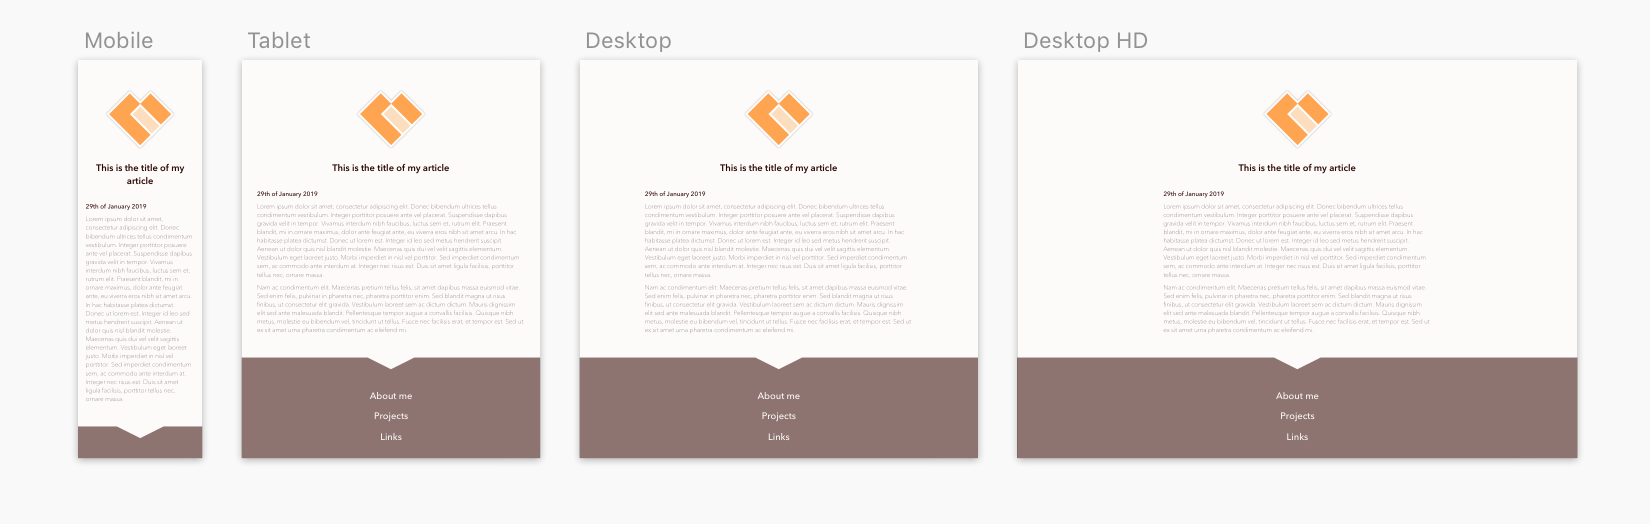 Mobile
This is the title of my
article
29th of January 2019
Lorem ipsum dolor sit amet,
consectetur adipiscing elit. Donec
bibendum ultrices tellus condimentum
vestibulum. Integer porttitor posuere
ante vel placerat. Vivamus
interdum nibh faucibus, luctus sem et,
rutrum elit. Praesent blandit, mi in
ornare maximus, dolor ante feugiat
ante, eu viverra eros nibh sit amet arcu.
In hac habitasse platea dictumst.
Donec ut lorem est. Integer id leo sed
metus hendrerit suscipit. Aenean ut
dolor quis nisl blandit molestie.
Maecenas quis dui vel velit sagittis
elementum. Vestibulum eget laoreet
justo. Morbi imperdiet in nisl vel
porttitor. Sed imperdiet condimentum
sem, ac commodo ante interdum at.
Integer nec risus est. Duis sit amet
ligula facilisis, porttitor tellus nec,
ornare massa.
Tablet
This is the title of my article
29th of January 2019
Lorem ipsum dolor sit amet, consectetur adipiscing elit. Donec bibendum ultrices tellus
condimentum vestibulum. Integer porttitor posuere ante vel placerat. Suspendisse dapibus
gravida velit in tempor. Vivamus interdum nibh faucibus, luctus sem et, rutrum elit. Praesent
blandit, mi in ornare maximus, dolor ante feugiat ante, eu viverra eros nibh sit amet arcu. In hac
habitasse platea dictumst. Donec ut lorem est. Integer id leo sed metus hendrerit suscipit.
Aenean ut dolor quis nisl blandit molestie. Maecenas quis dui vel velit sagittis elementum.
Vestibulum eget laoreet justo. Morbi imperdiet in nisl vel porttitor. Sed imperdiet condimentum
sem, ac commodo ante interdum at. Integer nec risus est. Duis sit amet ligula facilisis, porttitor
tellus nec, ornare massa.
Nam ac condimentum elit. Maecenas pretium tellus felis, sit amet dapibus massa euismod vitae.
Sed enim felis, pulvinar in pharetra nec, pharetra porttitor enim. Sed blandit magna ut risus
finibus, ut consectetur elit gravida. Vestibulum laoreet sem ac dictum dictum. Mauris dignissim
elit sed ante malesuada blandit. Pellentesque tempor augue a convallis facilisis. Quisque sem
metus, molestie eu bibendum vel, tincidunt ut tellus. Fusce nec facilisis erat, et tempor est. Sed ut
ex sit amet urna pharetra condimentum ac eleifend mi.
About me
Projects
Links
Desktop
This is the title of my article
29th of January 2019
Lorem ipsum dolor sit amet, consectetur adipiscing elit. Donec bibendum ultrices tellus
condimentum vestibulum. Integer porttitor posuere ante vel placerat. Suspendisse dapibus
gravida velit in tempor. Vivamus interdum nibh faucibus, luctus sem et, rutrum elit. Praesent
blandit, mi in ornare maximus, dolor ante feugiat ante, eu viverra eros nibh sit amet arcu. In hac
habitasse platea dictumst. Donec ut lorem est. Integer id leo sed metus hendrerit suscipit.
Aenean ut dolor quis nisl blandit molestie. Maecenas quis dui vel velit sagittis elementum.
Vestibulum eget laoreet justo. Morbi imperdiet in nisl vel porttitor. Sed imperdiet condimentum
sem, ac commodo ante interdum at. Integer nec risus est. Duis sit amet ligula facilisis, porttitor
tellus nec, ornare massa.
Nam ac condimentum elit. Maecenas pretium tellus felis, sit amet dapibus massa euismod vitae.
Sed enim felis, pulvinar in pharetra nec, pharetra porttitor enim. Sed blandit magna ut risus
finibus, ut consectetur elit gravida. Vestibulum laoreet sem ac dictum dictum. Mauris dignissim
elit sed ante malesuada blandit. Pellentesque tempor augue a convallis facilisis. Quisque sem
metus, molestie eu bibendum vel, tincidunt ut tellus. Fusce nec facilisis erat, et tempor est. Sed ut
ex sit amet urna pharetra condimentum ac eleifend mi.
About me
Projects
Links
Desktop HD
This is the title of my article
29th of January 2019
Lorem ipsum dolor sit amet, consectetur adipiscing elit. Donec bibendum ultrices tellus
condimentum vestibulum. Integer porttitor posuere ante vel placerat. Suspendisse dapibus
gravida velit in tempor. Vivamus interdum nibh faucibus, luctus sem et, rutrum elit. Praesent
blandit, mi in ornare maximus, dolor ante feugiat ante, eu viverra eros nibh sit amet arcu. In hac
habitasse platea dictumst. Donec ut lorem est. Integer id leo sed metus hendrerit suscipit.
Aenean ut dolor quis nisl blandit molestie. Maecenas quis dui vel velit sagittis elementum.
Vestibulum eget laoreet justo. Morbi imperdiet in nisl vel porttitor. Sed imperdiet condimentum
sem, ac commodo ante interdum at. Integer nec risus est. Duis sit amet ligula facilisis, porttitor
tellus nec, ornare massa.
Nam ac condimentum elit. Maecenas pretium tellus felis, sit amet dapibus massa euismod vitae.
Sed enim felis, pulvinar in pharetra nec, pharetra porttitor enim. Sed blandit magna ut risus
finibus, ut consectetur elit gravida. Vestibulum laoreet sem ac dictum dictum. Mauris dignissim
elit sed ante malesuada blandit. Pellentesque tempor augue a convallis facilisis. Quisque sem
metus, molestie eu bibendum vel, tincidunt ut tellus. Fusce nec facilisis erat, et tempor est. Sed ut
ex sit amet urna pharetra condimentum ac eleifend mi.
About me
Projects
Links